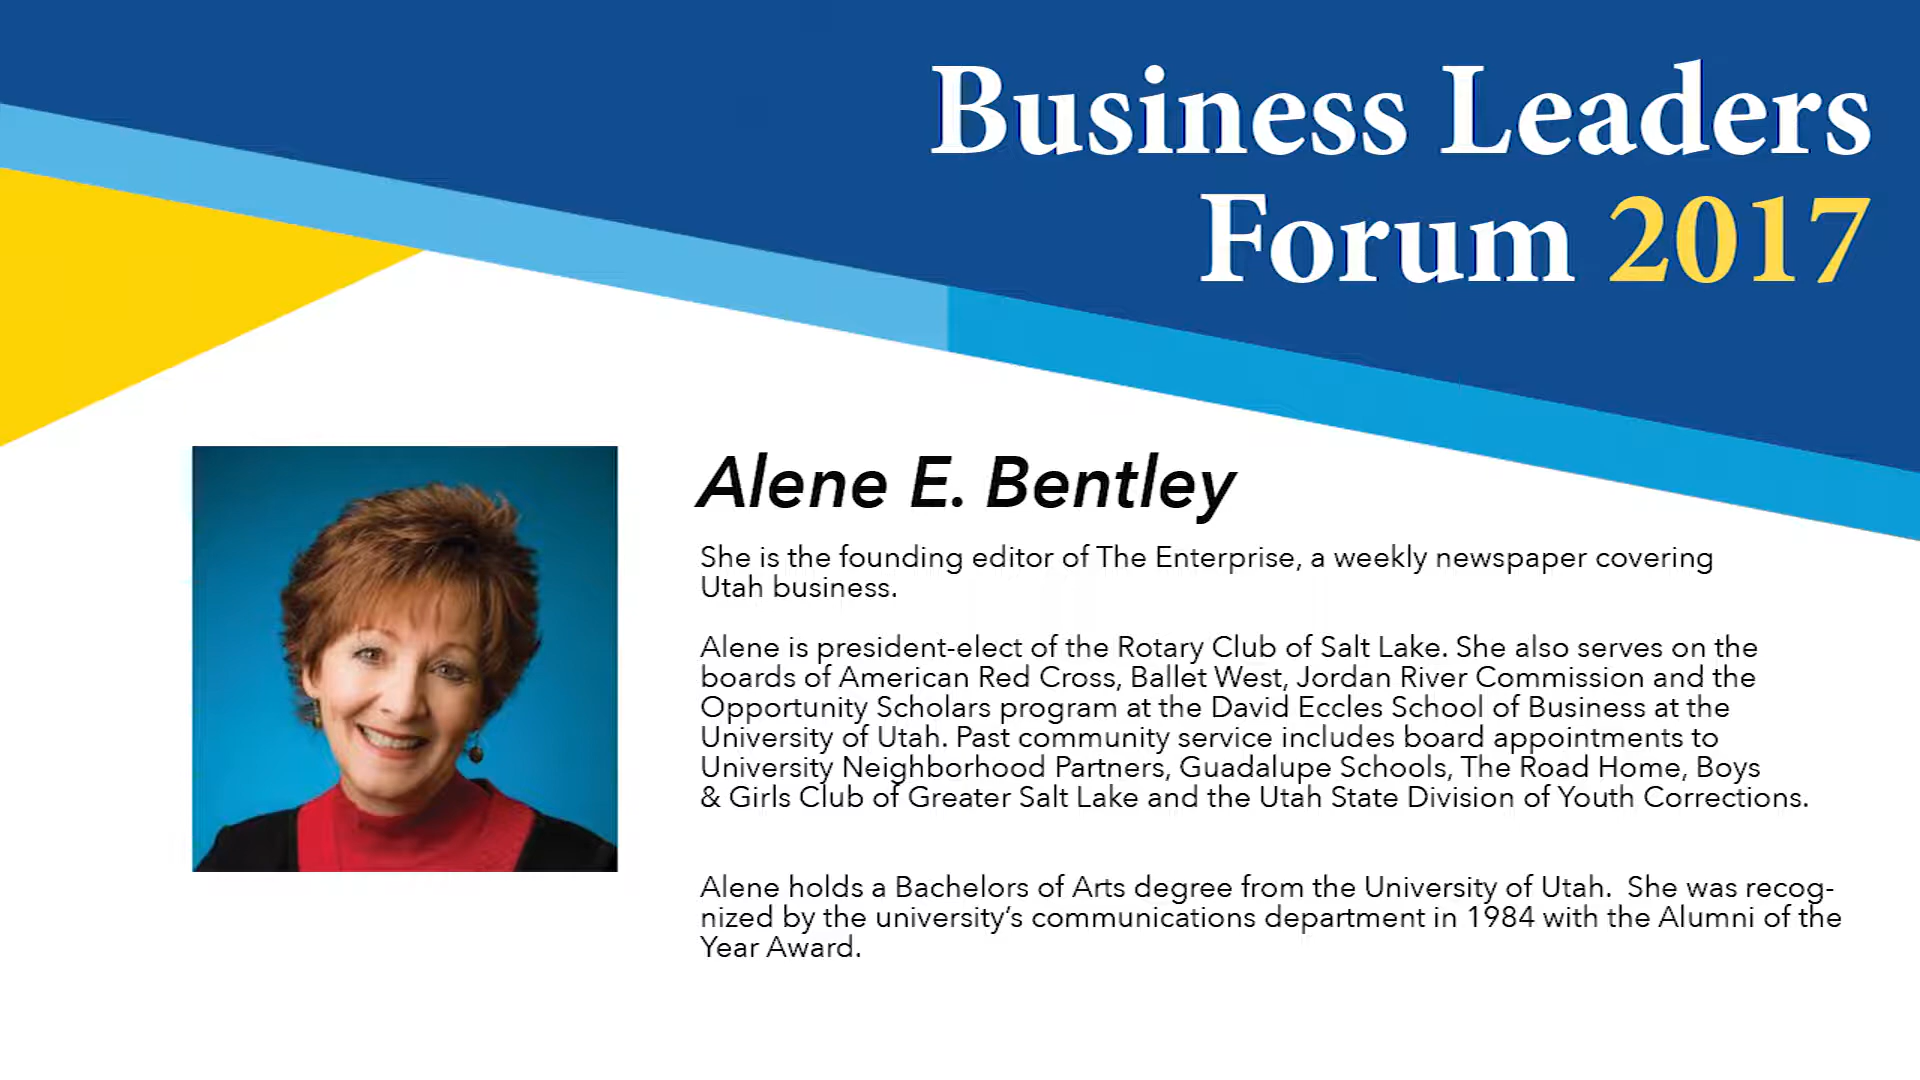 Business Leaders
Forum 2017
Alene E. Bentley
She is the founding editor of The Enterprise, a weekly newspaper covering
Utah business.
Alene is president-elect of the Rotary Club of Salt Lake. She also serves on the
boards of American Red Cross, Ballet West, Jordan River Commission and the
Opportunity Scholars program at the David Eccles School of Business at the
University of Utah. Past community service includes board appointments to
University Neighborhood Partners, Guadalupe Schools, The Road Home, Boys
& Girls Club of Greater Salt Lake and the Utah State Division of Youth Corrections.
Alene holds a Bachelors of Arts degree from the University of Utah.  She was recog-
nized by the university’s communications department in 1984 with the Alumni of the
Year Award.